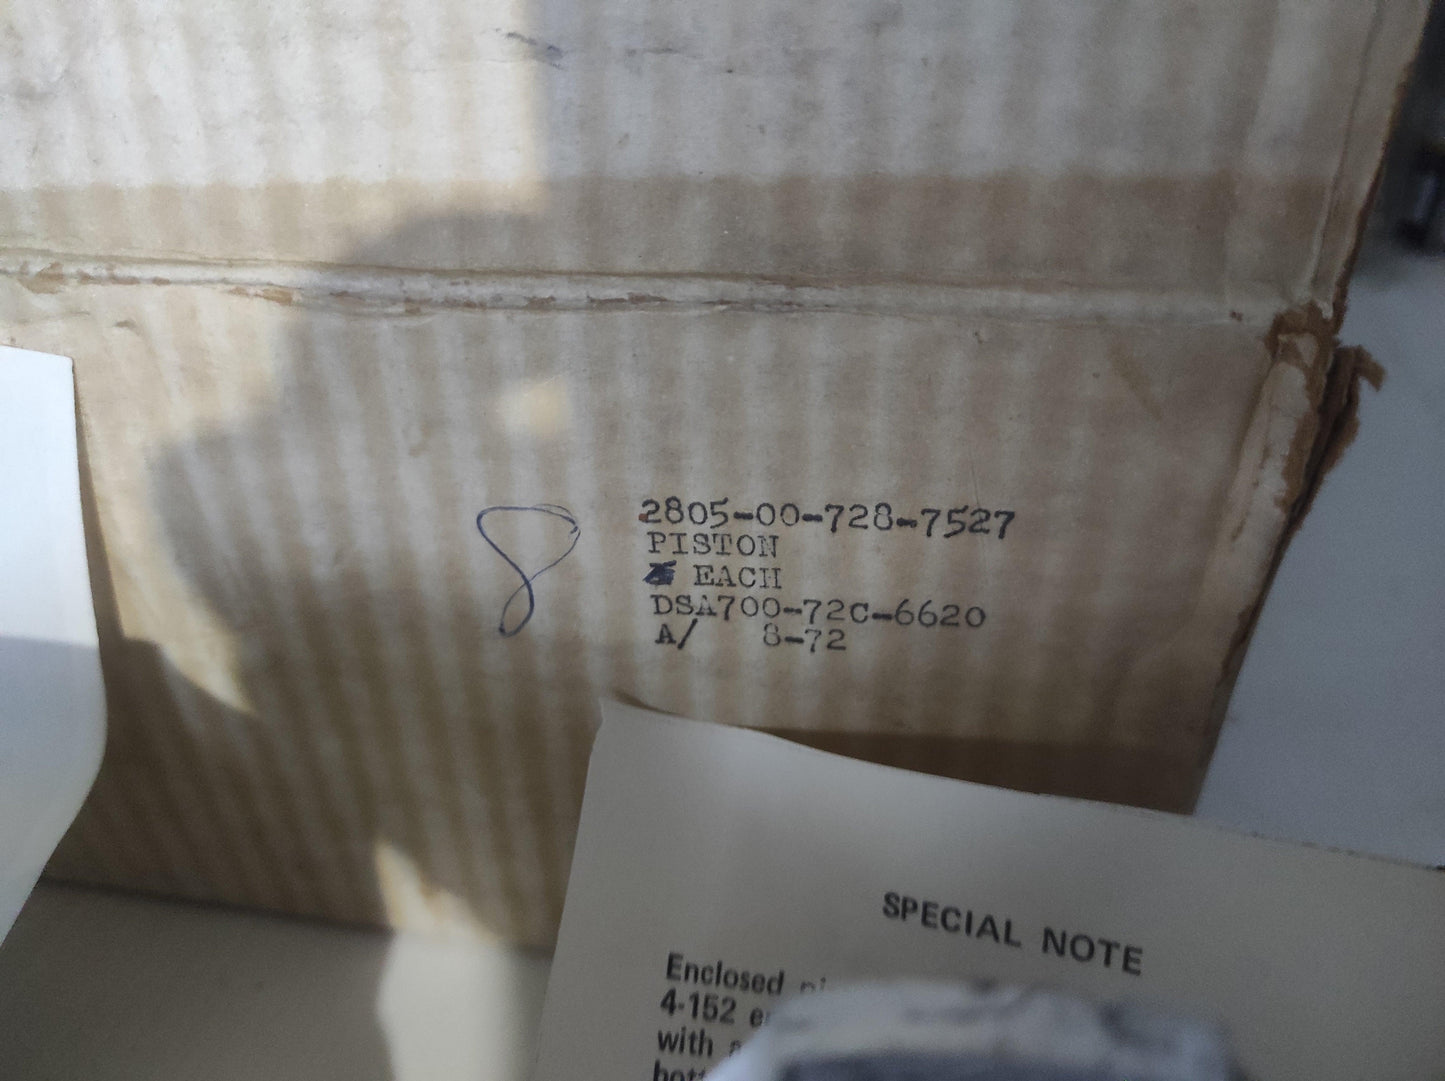 8
2805-00-728-7527
PISTON
EACH
DSA700-72C-6620
A/ 8-72
SPECIAL NOTE
Enclosed
4-152
with